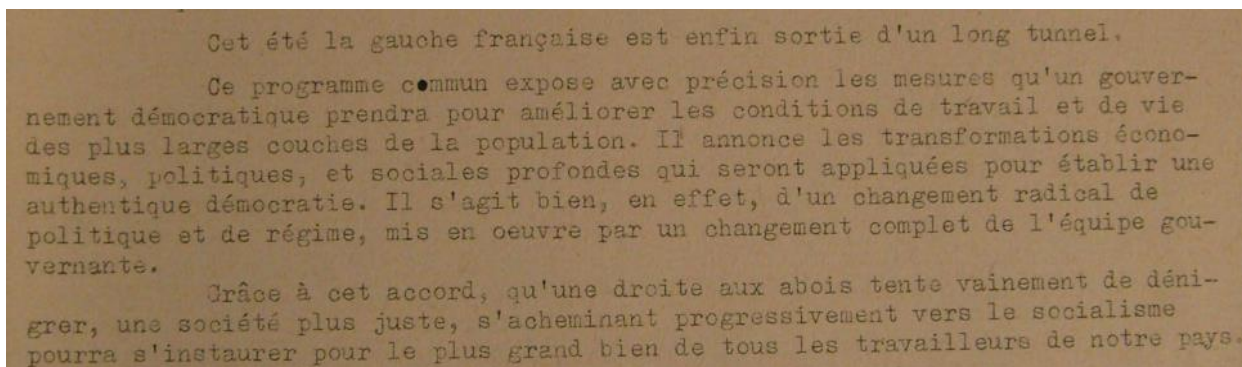 Cet été la gauche française est enfin sortie d'un long tunnel.
Ce programme commun expose avec précision les mesures qu'un gouver-
nement démocratique prendra pour améliorer les conditions de travail et de vie
des plus larges couches de la population. Il annonce les transformations écono-
miques, politiques, et sociales profondes qui seront appliquées pour établir une
authentique démocratie. Il s'agit bien, en effet, d'un changement radical de
politique et de régime, mis en oeuvre par un changement complet de l'équipe gou-
vernante.
Grâce à cet accord, qu'une droite aux abois tente vainement de déni-
grer, une société plus juste, s'acheminant progressivement vers le socialisme
pourra s'instaurer pour le plus grand bien de tous les travailleurs de notre pays.